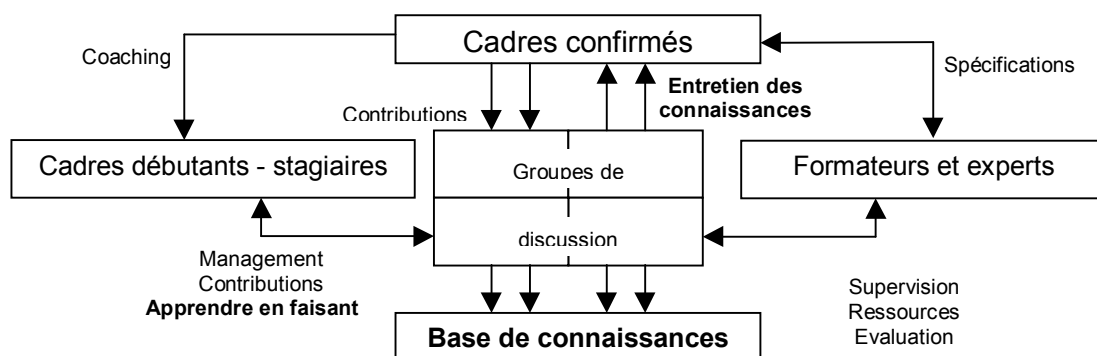 Cadres confirmés
Coaching
Spécifications
Entretien des
connaissances
Contributions
Cadres débutants - stagiaires
Groupes de
Formateurs et experts
discussion
Management
Contributions
Apprendre en faisant
Supervision
Ressources
Evaluation
Base de connaissances